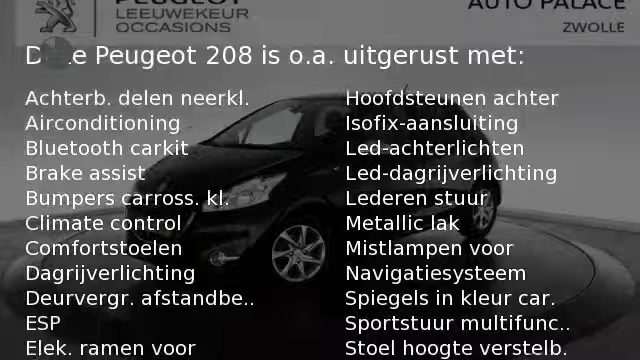 PEUGEOT
LEEUWEKEUR
OCCASIONS
AUTO PALACE
ZWOLLE
Peugeot 208 is o.a. uitgerust met:
Achterb. delen neerkl.
Airconditioning
Bluetooth carkit
Brake assist
Bumpers carross. kl.
Climate control
Comfortstoelen
Dagrijverlichting
Deurvergr. afstandbe..
ESP
Elek. ramen voor
Hoofdsteunen achter
Isofix-aansluiting
Led-achterlichten
Led-dagrijverlichting
Lederen stuur
Metallic lak
Mistlampen voor
Navigatiesysteem
Spiegels in kleur car.
Sportstuur multifunc..
Stoel hoogte verstelb.